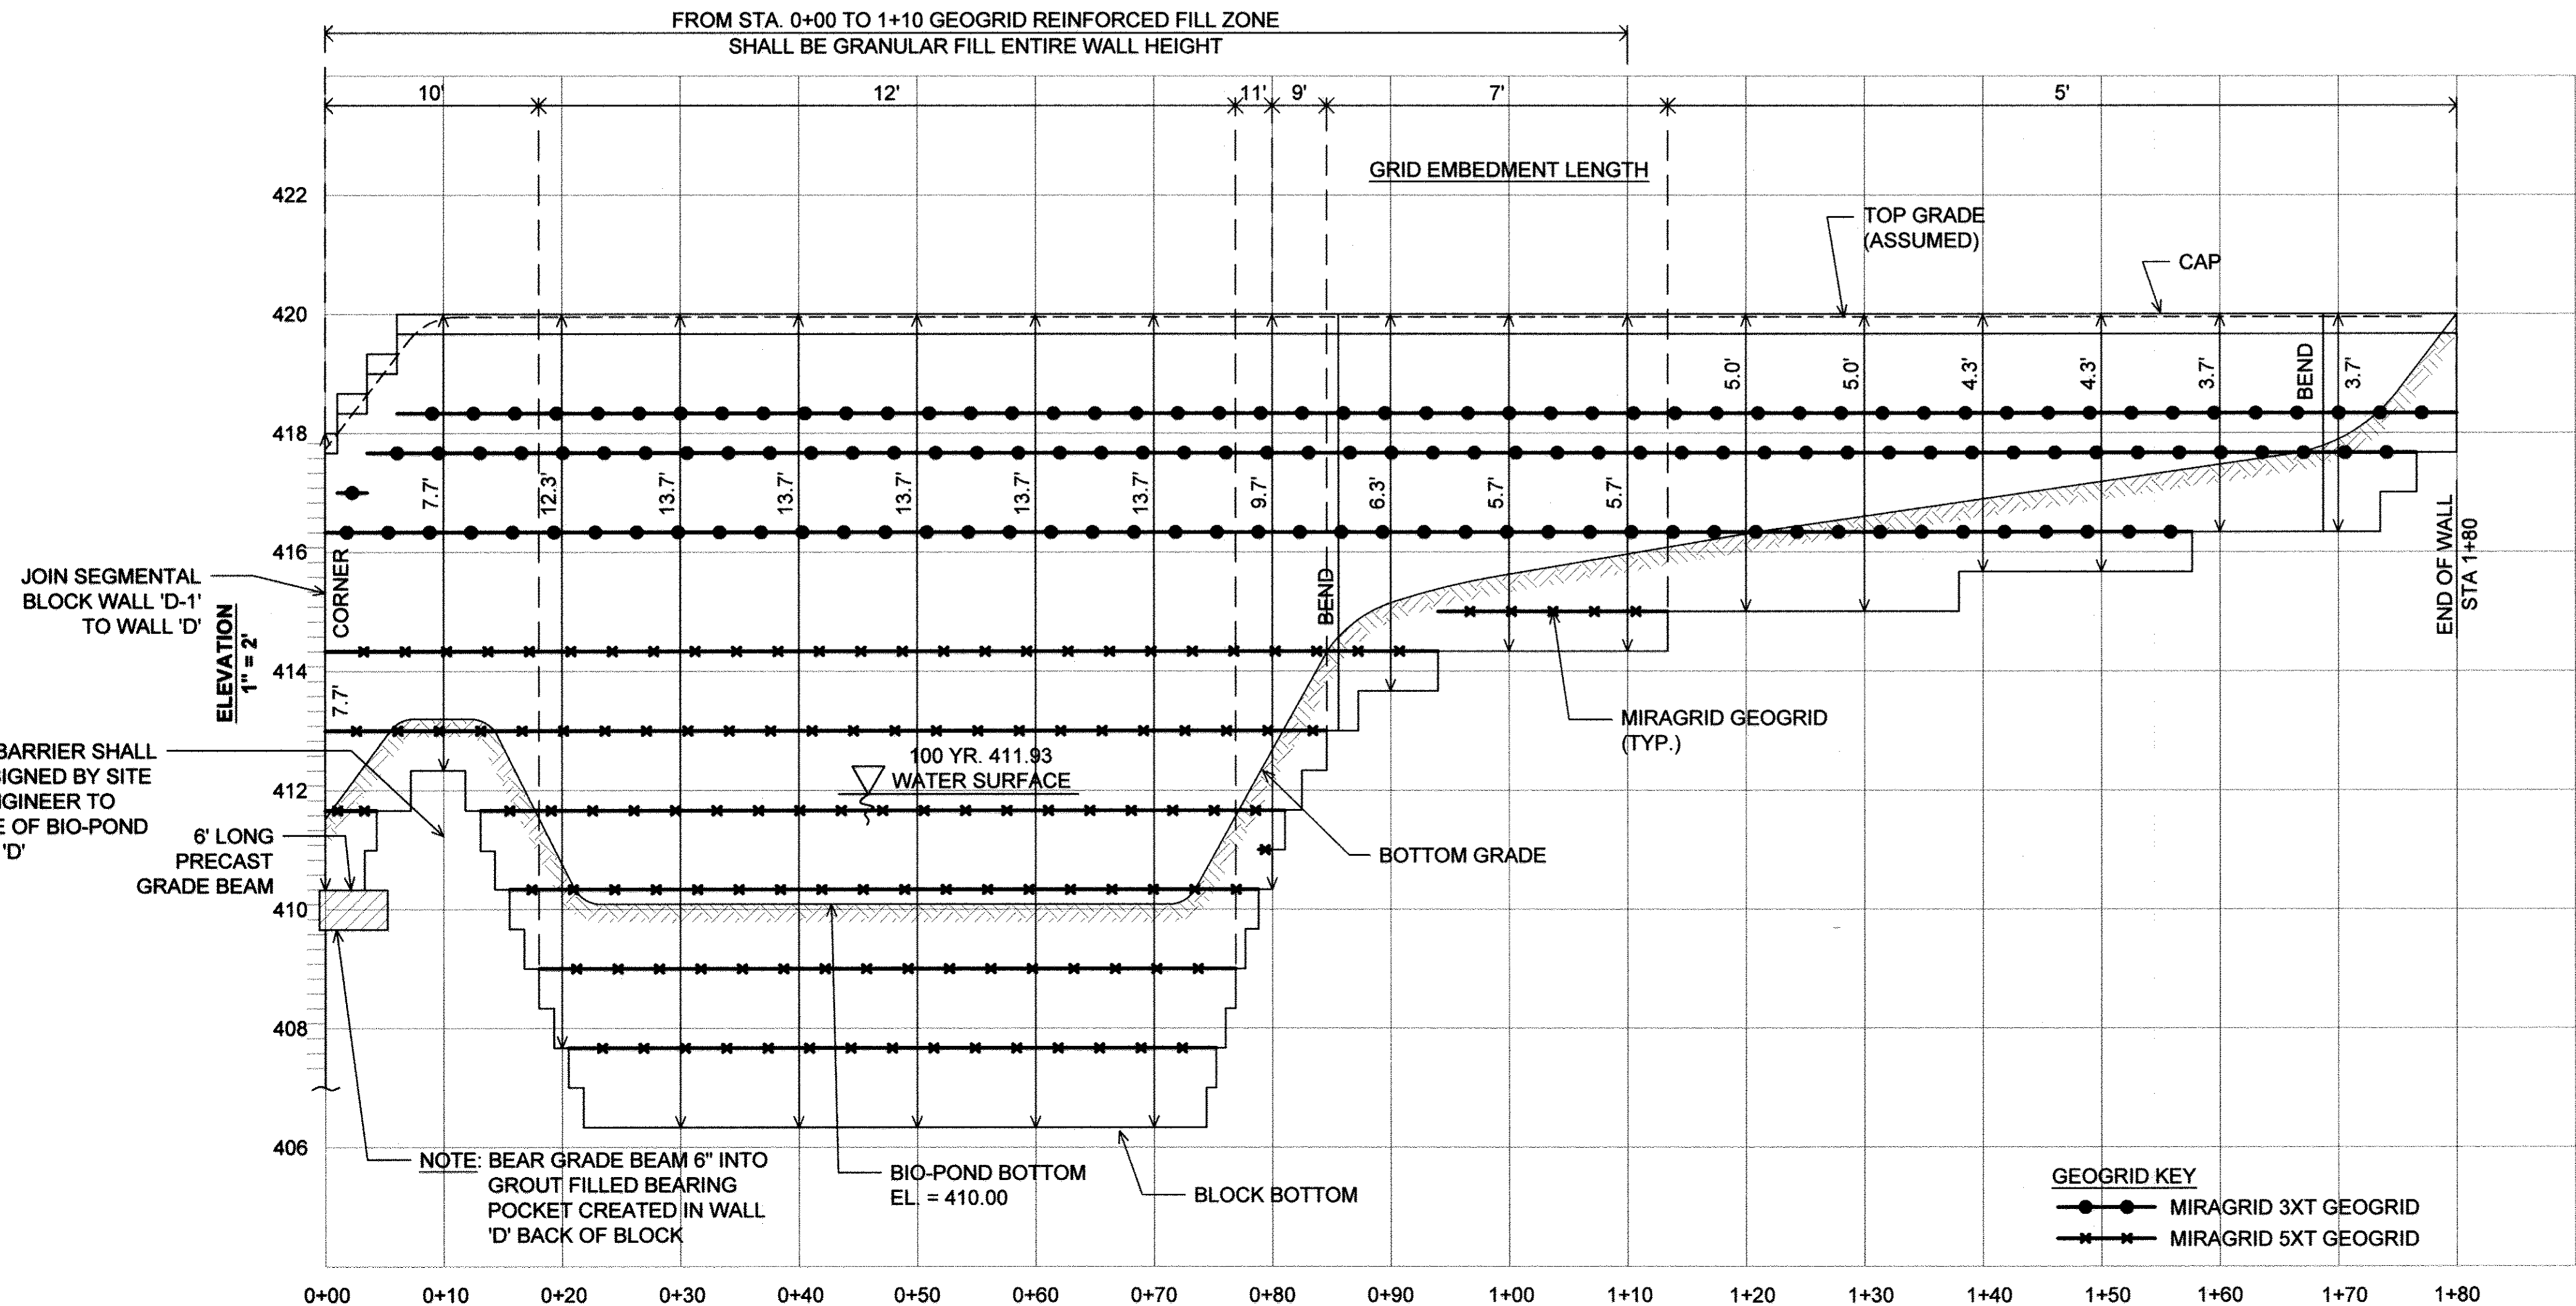 FROM STA. 0+00 TO 1+10 GEOGRID REINFORCED FILL ZONE
SHALL BE GRANULAR FILL ENTIRE WALL HEIGHT
10'
12'
11'
9'
7'
5'
GRID EMBEDMENT LENGTH
422
TOP GRADE
(ASSUMED)
CAP
420
5.0'
5.0'
4.3'
4.3'
3.7'
BEND
3.7'
418
7.7'
12.3'
13.7'
13.7'
13.7'
13.7'
13.7'
9.7'
6.3'
5.7'
5.7'
416
CORNER
BEND
END OF WALL
STA 1+80
JOIN SEGMENTAL
BLOCK WALL 'D-1'
TO WALL 'D'
ELEVATION
1" = 2'
414
7.7'
MIRAGRID GEOGRID
(TYP.)
BARRIER SHALL
SIGNED BY SITE
GINEER TO
E OF BIO-POND
'D'
100 YR. 411.93
WATER SURFACE
412
6' LONG
PRECAST
GRADE BEAM
BOTTOM GRADE
410
408
406
NOTE: BEAR GRADE BEAM 6" INTO
GROUT FILLED BEARING
POCKET CREATED IN WALL
'D' BACK OF BLOCK
BIO-POND BOTTOM
EL. = 410.00
BLOCK BOTTOM
GEOGRID KEY
MIRAGRID 3XT GEOGRID
MIRAGRID 5XT GEOGRID
0+00 0+10 0+20 0+30 0+40 0+50 0+60 0+70 0+80 0+90 1+00 1+10 1+20 1+30 1+40 1+50 1+60 1+70 1+80